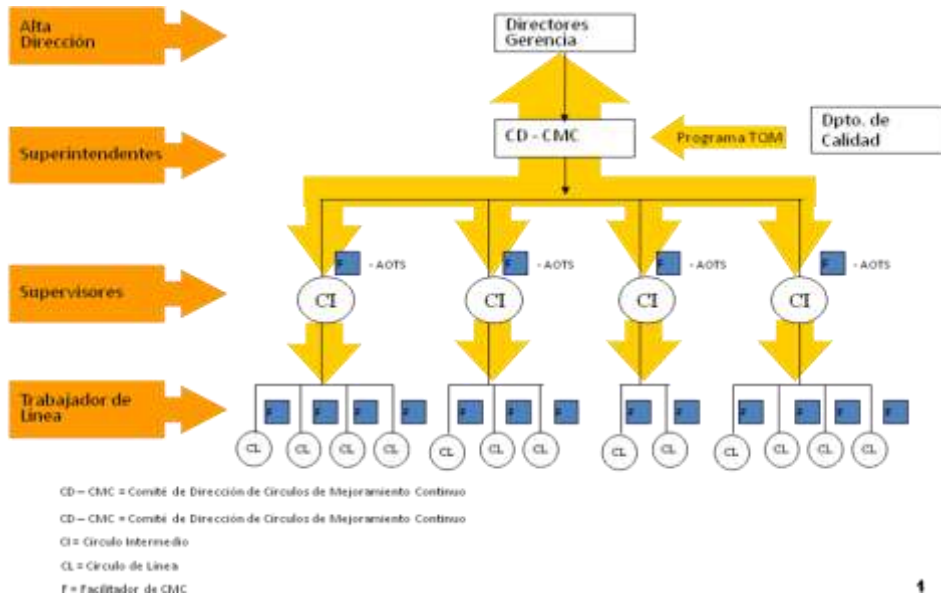 Alta
Dirección
Directores
Gerencia
Superintendentes
CD - CMC
Programa TQM
Dpto. de
Calidad
Supervisores
F - AOTS
F - AOTS
F - AOTS
F - AOTS
CI
CI
CI
CI
Trabajador de
Línea
F F F F F F F F F F F F F
CL CL CL CL CL CL CL CL CL CL CL CL CL
CD – CMC = Comité de Dirección de Círculos de Mejoramiento Continuo
CD – CMC = Comité de Dirección de Círculos de Mejoramiento Continuo
CI = Círculo Intermedio
CL = Círculo de Línea
F = Facilitador de CMC
1